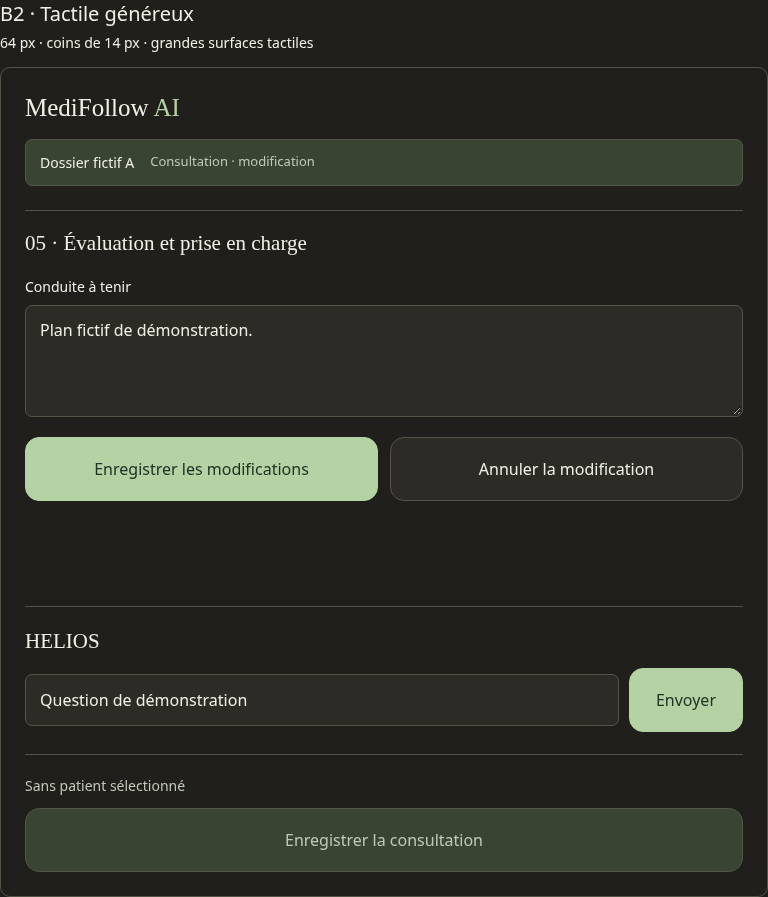 B2 · Tactile généreux
64 px · coins de 14 px · grandes surfaces tactiles
MediFollow AI
Dossier fictif A Consultation · modification
05 · Évaluation et prise en charge
Conduite à tenir
Plan fictif de démonstration.
Enregistrer les modifications Annuler la modification
HELIOS
Question de démonstration Envoyer
Sans patient sélectionné
Enregistrer la consultation